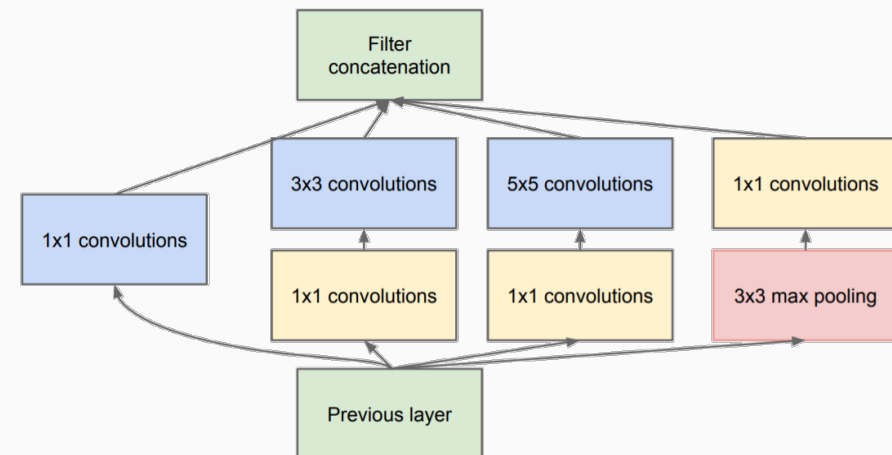 Filter
concatenation
3x3 convolutions
5x5 convolutions
1x1 convolutions
1x1 convolutions
1x1 convolutions
1x1 convolutions
3x3 max pooling
Previous layer